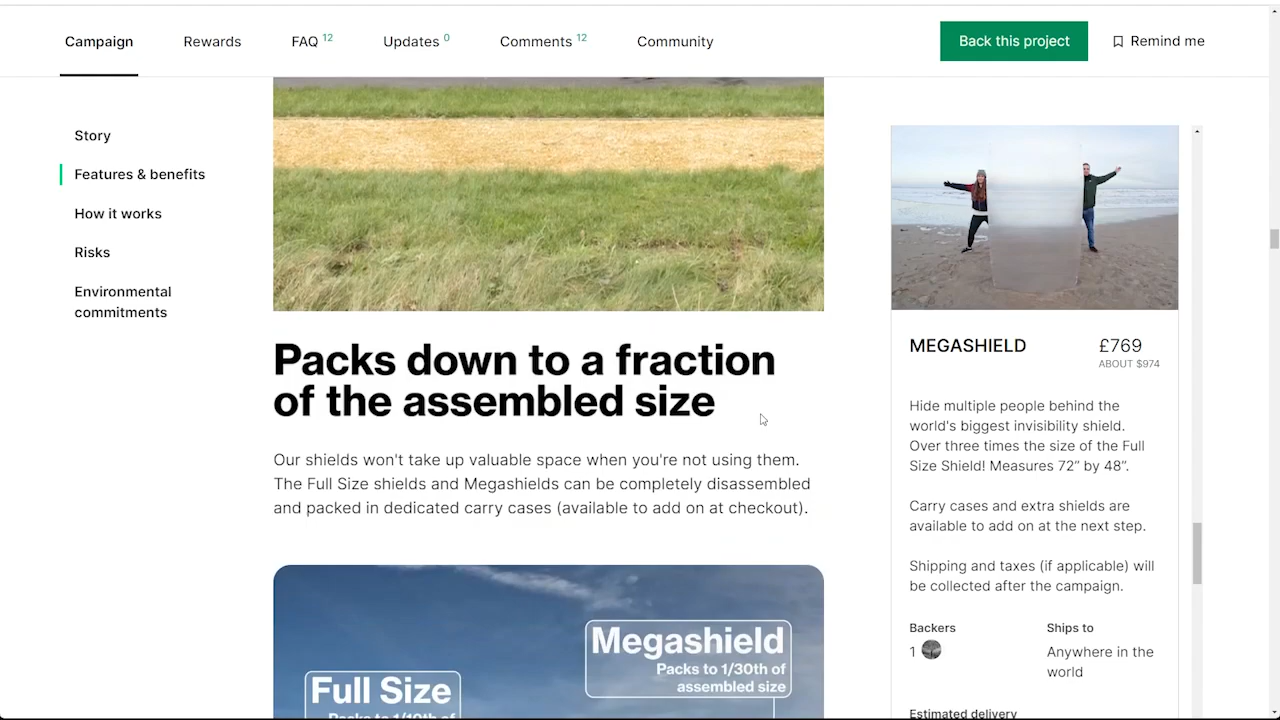 Campaign
Rewards
FAQ 12
Updates 0
Comments 12
Community
Back this project
Remind me
Story
Features & benefits
How it works
Risks
Environmental
commitments
Packs down to a fraction
of the assembled size
Our shields won't take up valuable space when you're not using them.
The Full Size shields and Megashields can be completely disassembled
and packed in dedicated carry cases (available to add on at checkout).
Megashield
Packs to 1/30th of
assembled size
Full Size
Packs to 1/10th of
MEGASHIELD
£769
ABOUT $974
Hide multiple people behind the
world's biggest invisibility shield.
Over three times the size of the Full
Size Shield! Measures 72” by 48”.
Carry cases and extra shields are
available to add on at the next step.
Shipping and taxes (if applicable) will
be collected after the campaign.
Backers
1
Ships to
Anywhere in the
world
Estimated delivery